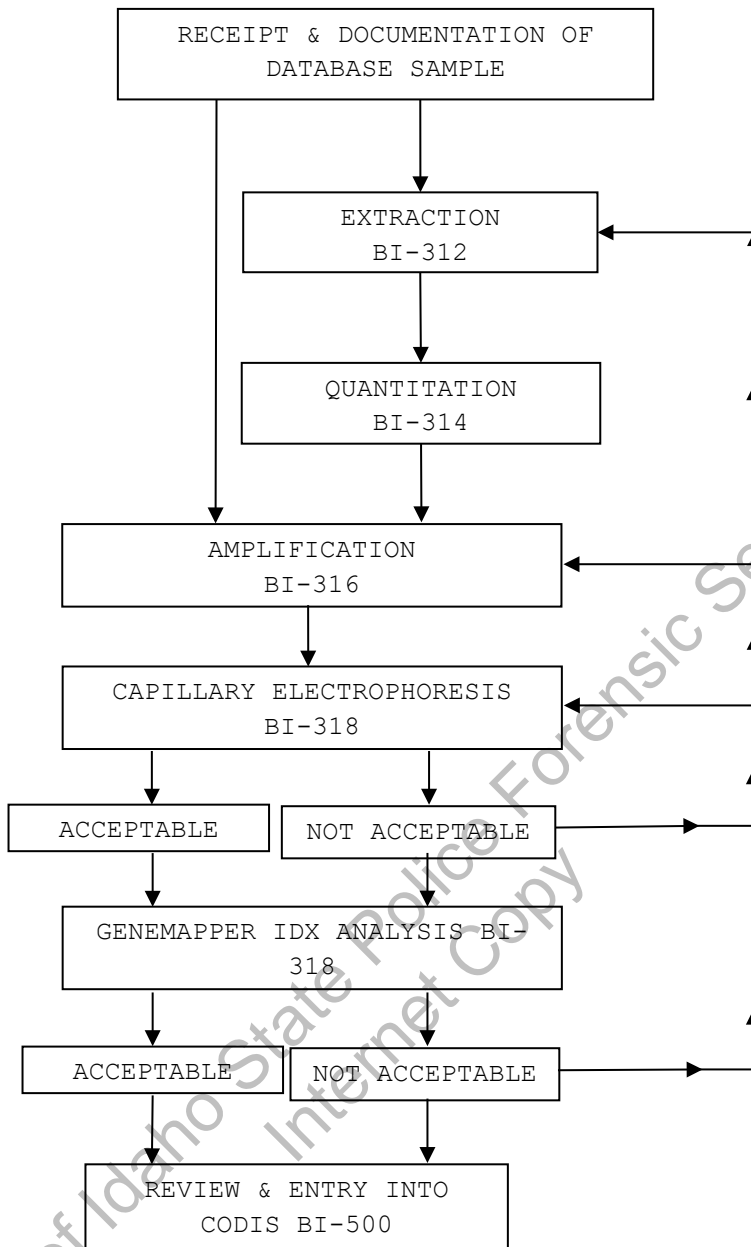 RECEIPT & DOCUMENTATION OF
DATABASE SAMPLE
EXTRACTION
BI-312
QUANTITATION
BI-314
AMPLIFICATION
BI-316
CAPILLARY ELECTROPHORESIS
BI-318
ACCEPTABLE
NOT ACCEPTABLE
GENEMAPPER IDX ANALYSIS BI-
318
ACCEPTABLE
NOT ACCEPTABLE
REVIEW & ENTRY INTO
CODIS BI-500
of Idaho State Police Forensic Se
Internet Copy